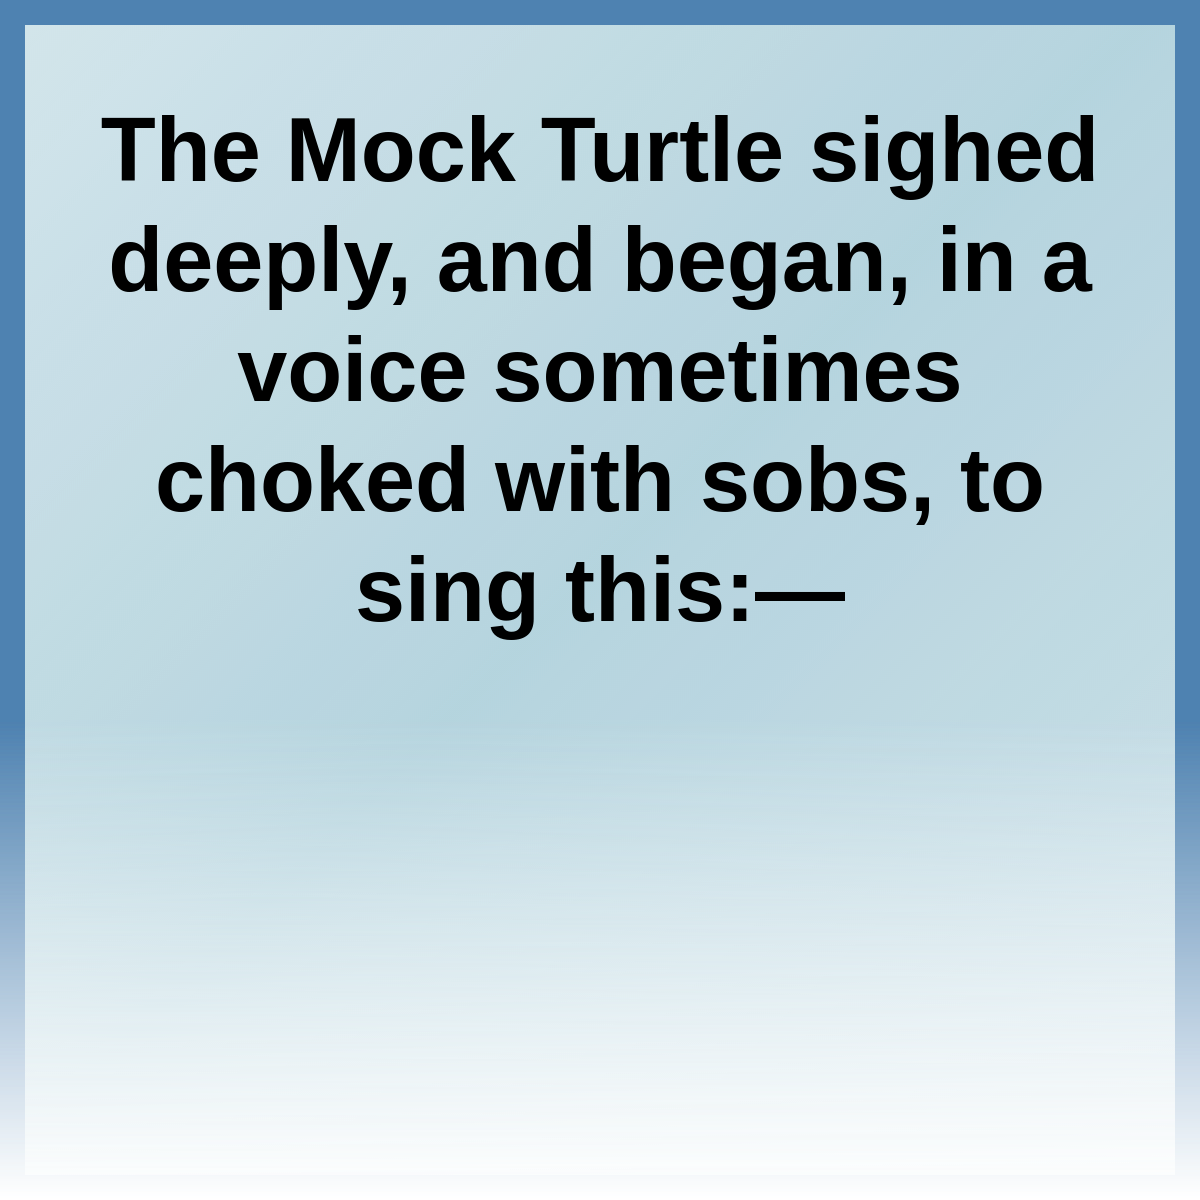 The Mock Turtle sighed
deeply, and began, in a
voice sometimes
choked with sobs, to
sing this:—